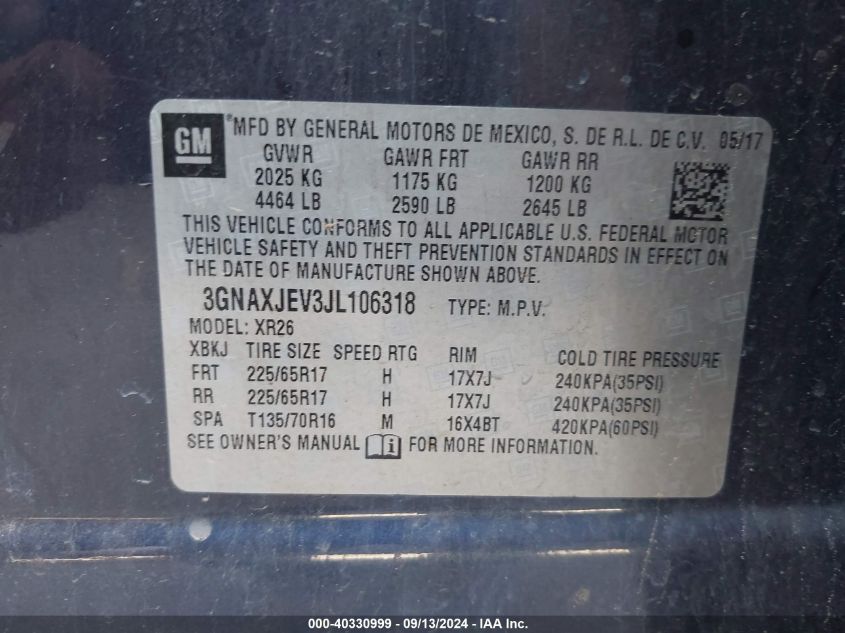 GM ® MFD BY GENERAL MOTORS DE MEXICO, S. DE R.L. DE C.V. 05/17
GVWR GAWR FRT GAWR RR
2025 KG 1175 KG 1200 KG
4464 LB 2590 LB 2645 LB
THIS VEHICLE CONFORMS TO ALL APPLICABLE U.S. FEDERAL MOTOR
VEHICLE SAFETY AND THEFT PREVENTION STANDARDS IN EFFECT ON
THE DATE OF MANUFACTURE SHOWN ABOVE.
3GNAXJEV3JL106318 TYPE: M.P.V.
MODEL: XR26
XBKJ TIRE SIZE SPEED RTG RIM COLD TIRE PRESSURE
FRT 225/65R17 H 17X7J 240KPA(35PSI)
RR 225/65R17 H 17X7J 240KPA(35PSI)
SPA T135/70R16 M 16X4BT 420KPA(60PSI)
SEE OWNER'S MANUAL i FOR MORE INFORMATION.
000-40330999 - 09/13/2024 - IAAI.com